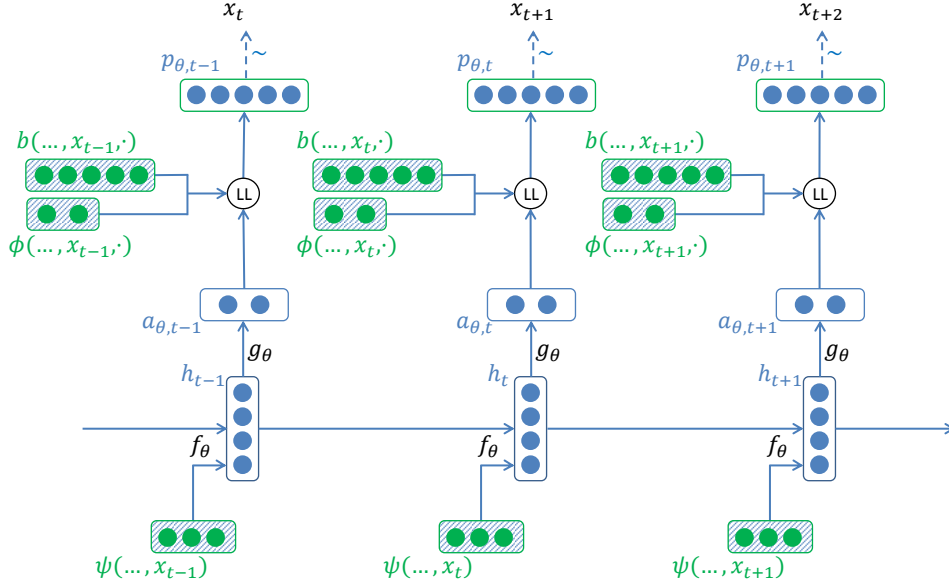 x_t x_{t+1} x_{t+2}
~ ~ ~
p_{θ,t−1} p_{θ,t} p_{θ,t+1}
b(…, x_{t−1},·) b(…, x_t,·) b(…, x_{t+1},·)
LL LL LL
ϕ(…, x_{t−1},·) ϕ(…, x_t,·) ϕ(…, x_{t+1},·)
a_{θ,t−1} a_{θ,t} a_{θ,t+1}
g_θ g_θ g_θ
h_{t−1} h_t h_{t+1}
f_θ f_θ f_θ
ψ(…, x_{t−1}) ψ(…, x_t) ψ(…, x_{t+1})